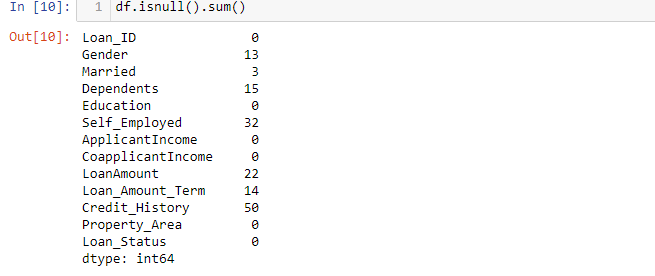 In [10]: 1 df.isnull().sum()
Out[10]: Loan_ID 0
Gender 13
Married 3
Dependents 15
Education 0
Self_Employed 32
ApplicantIncome 0
CoapplicantIncome 0
LoanAmount 22
Loan_Amount_Term 14
Credit_History 50
Property_Area 0
Loan_Status 0
dtype: int64